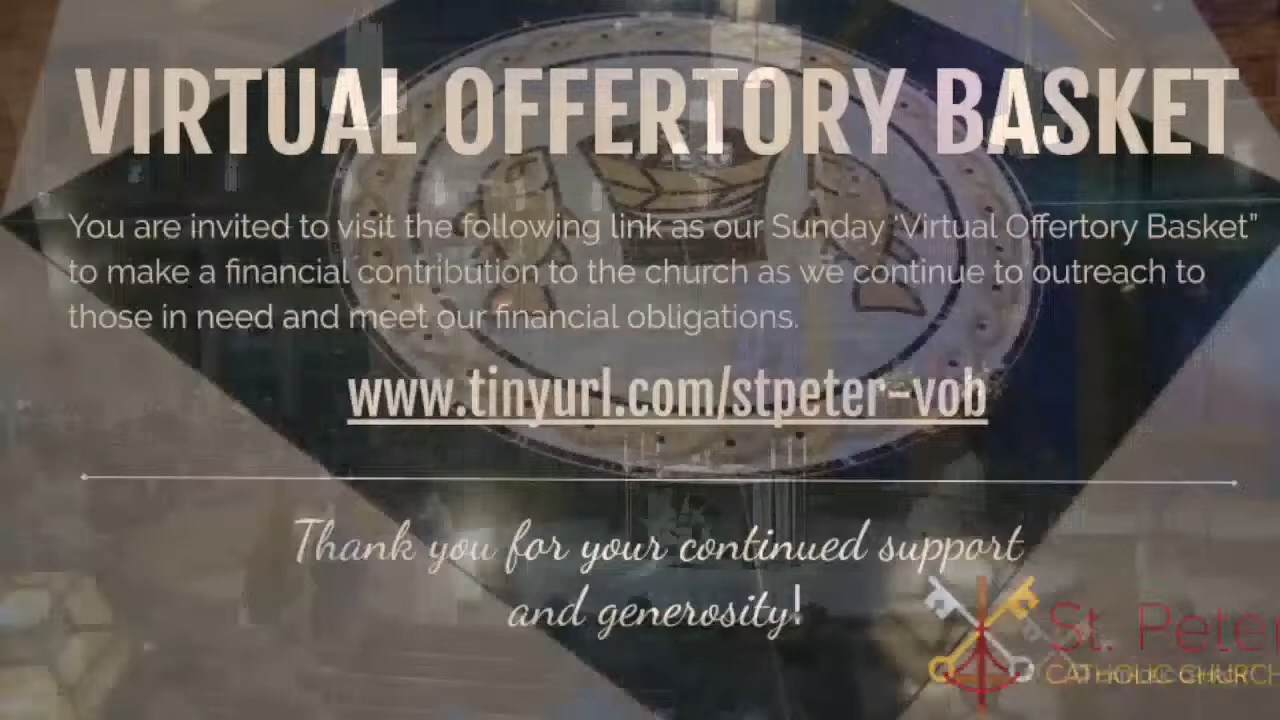 VIRTUAL OFFERTORY BASKET
You are invited to visit the following link as our Sunday ‘Virtual Offertory Basket”
to make a financial contribution to the church as we continue to outreach to
those in need and meet our financial obligations.
www.tinyurl.com/stpeter-vob
Thank you for your continued support
and generosity!
St. Peter
CATHOLIC CHURCH